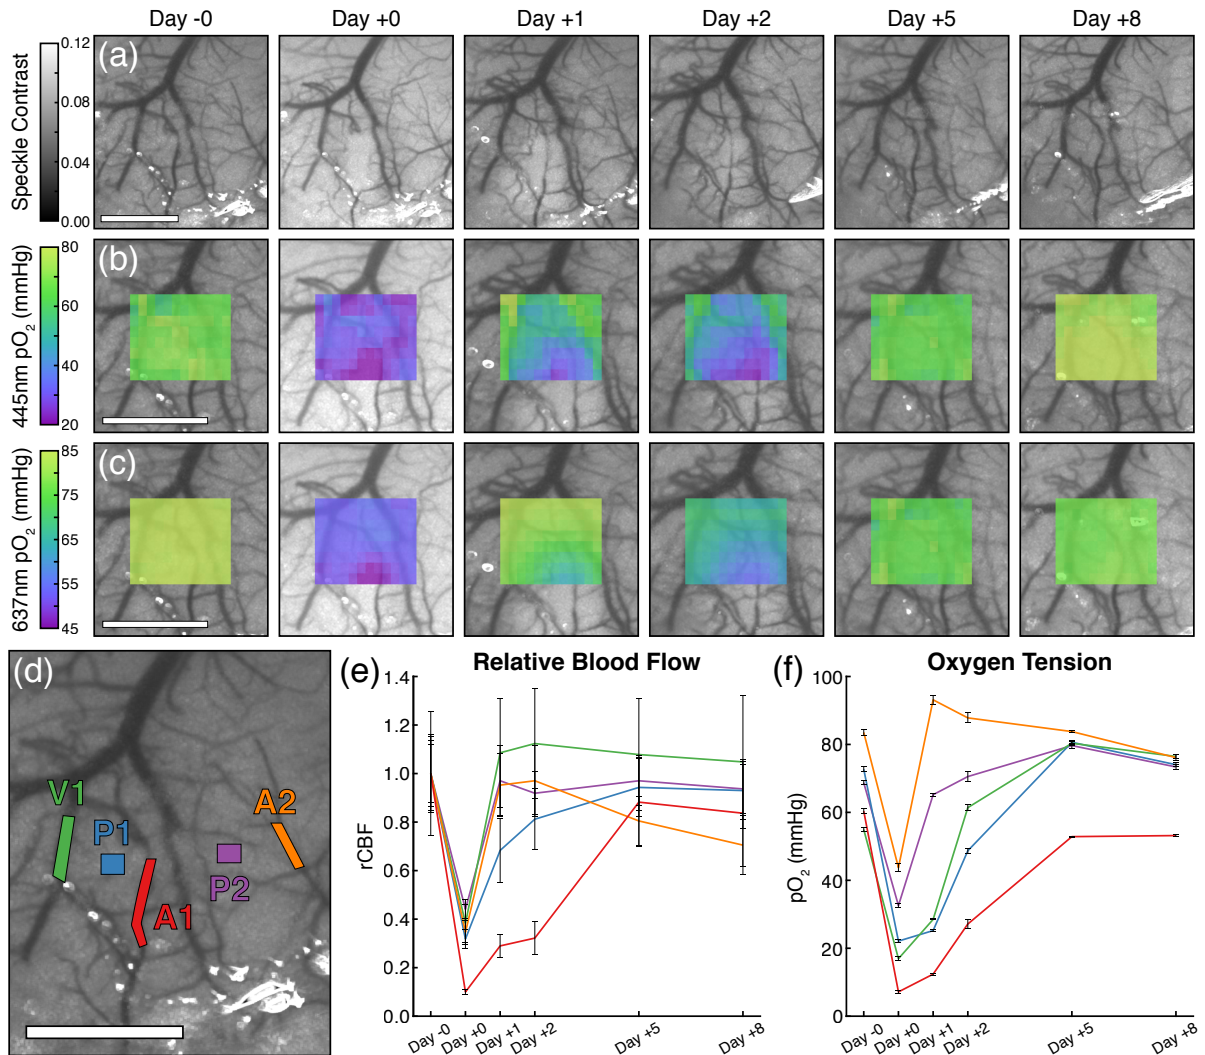 Day -0 Day +0 Day +1 Day +2 Day +5 Day +8
(a)
Speckle Contrast
0.12
0.08
0.04
0.00
(b)
445nm pO2 (mmHg)
80
60
40
20
(c)
637nm pO2 (mmHg)
85
75
65
55
45
(d)
V1
P1
A2
P2
A1
(e)
Relative Blood Flow
rCBF
1.4
1.2
1.0
0.8
0.6
0.4
0.2
0.0
Day -0 Day +0 Day +1 Day +2 Day +5 Day +8
(f)
Oxygen Tension
pO2 (mmHg)
100
80
60
40
20
0
Day -0 Day +0 Day +1 Day +2 Day +5 Day +8